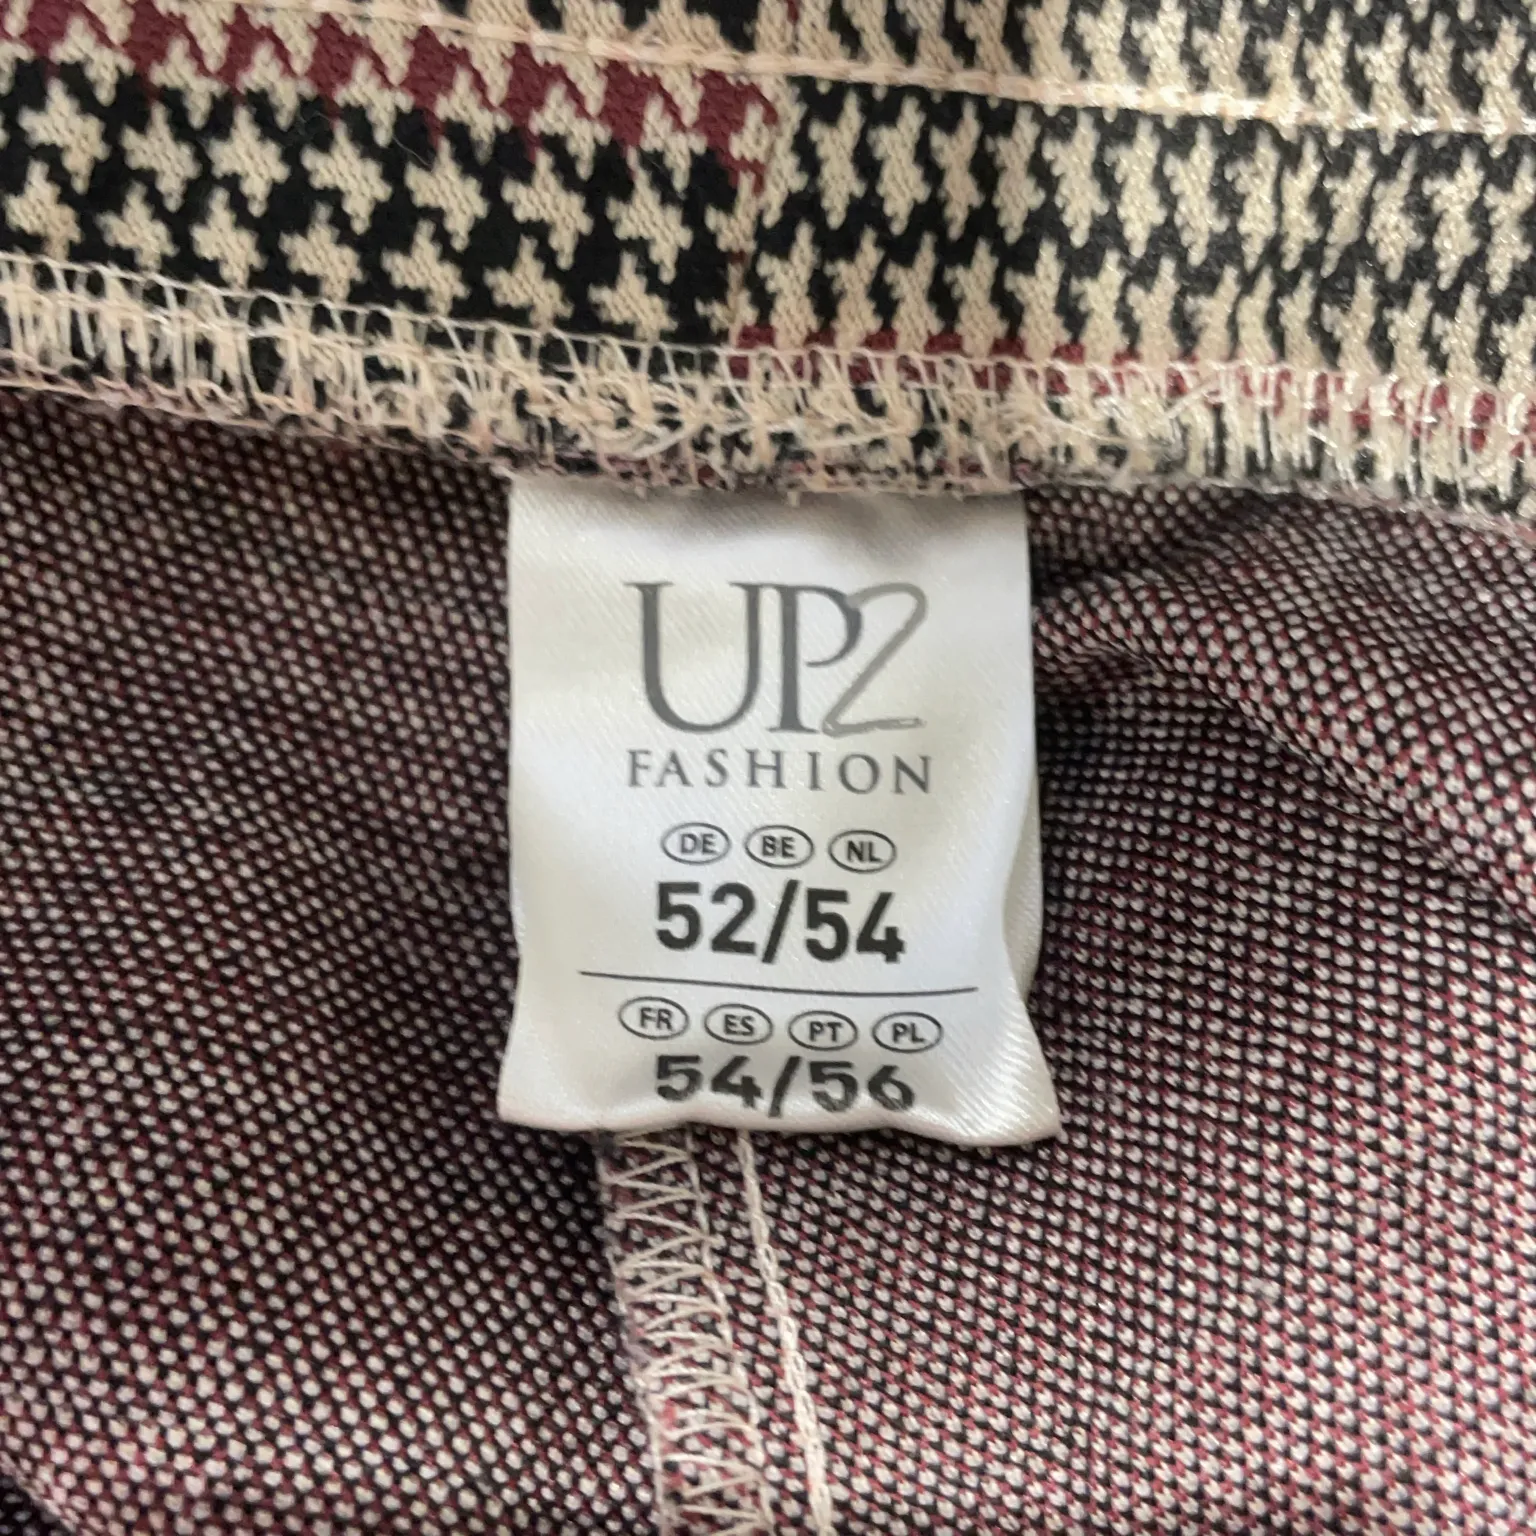 UP2
FASHION
DE BE NL
52/54
FR ES PT PL
54/56